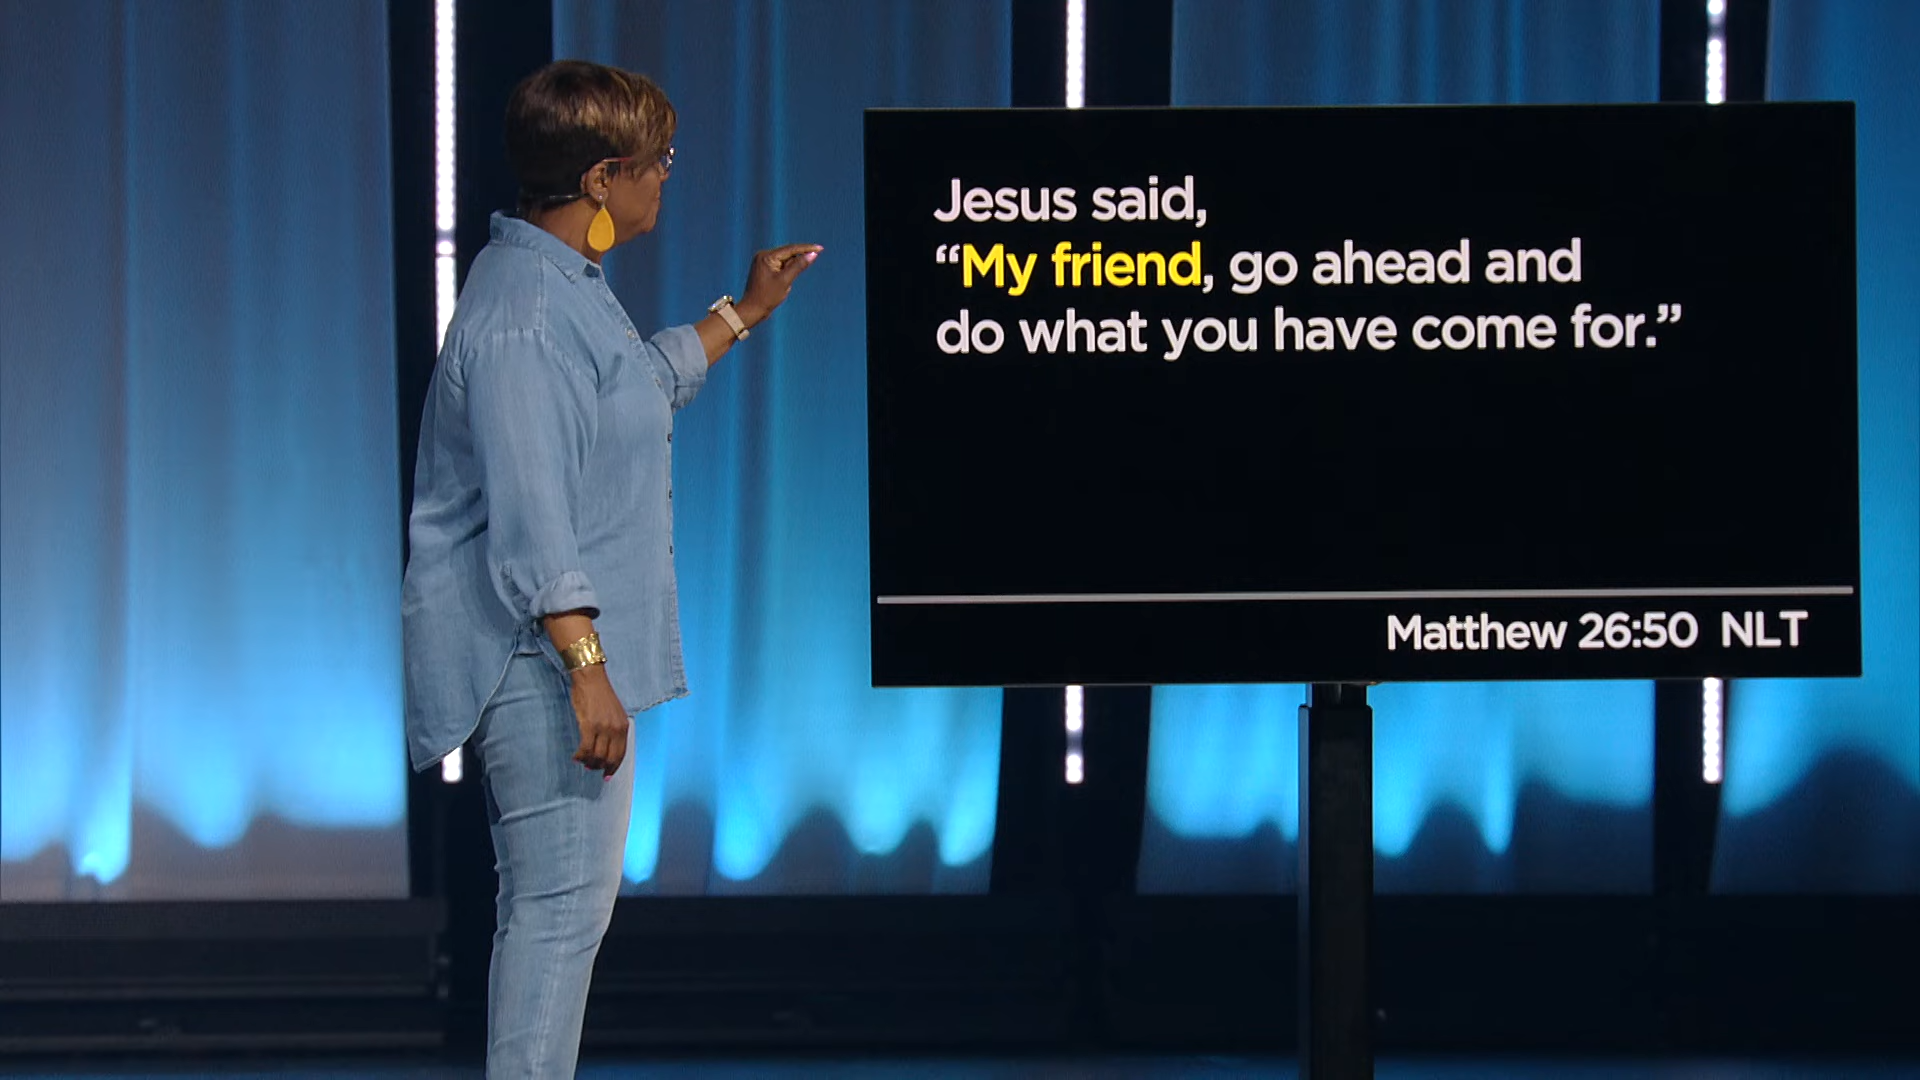 Jesus said,
“My friend, go ahead and
do what you have come for.”
Matthew 26:50 NLT